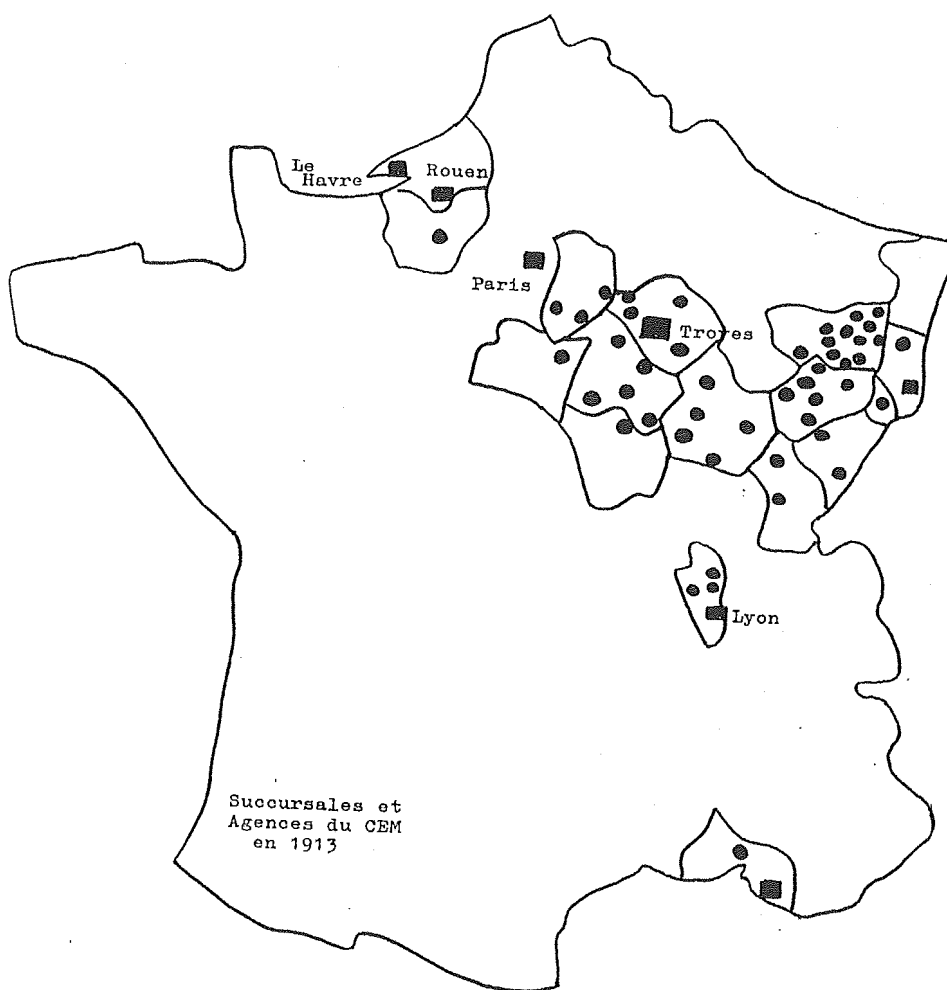 Le
Havre
Rouen
Paris
Troyes
Lyon
Succursales et
Agences du CEM
en 1913